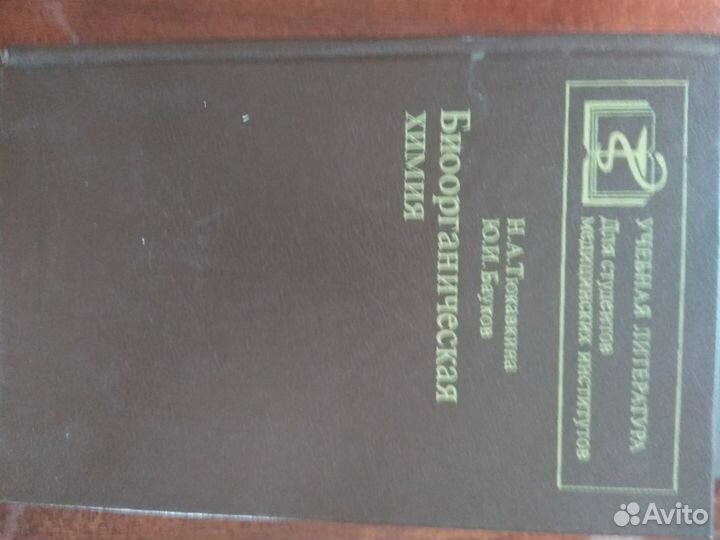 УЧЕБНАЯ ЛИТЕРАТУРА
Для студентов
медицинских институтов
Н.А.Тюкавкина
Ю.И.Бауков
Биоорганическая
химия
Avito